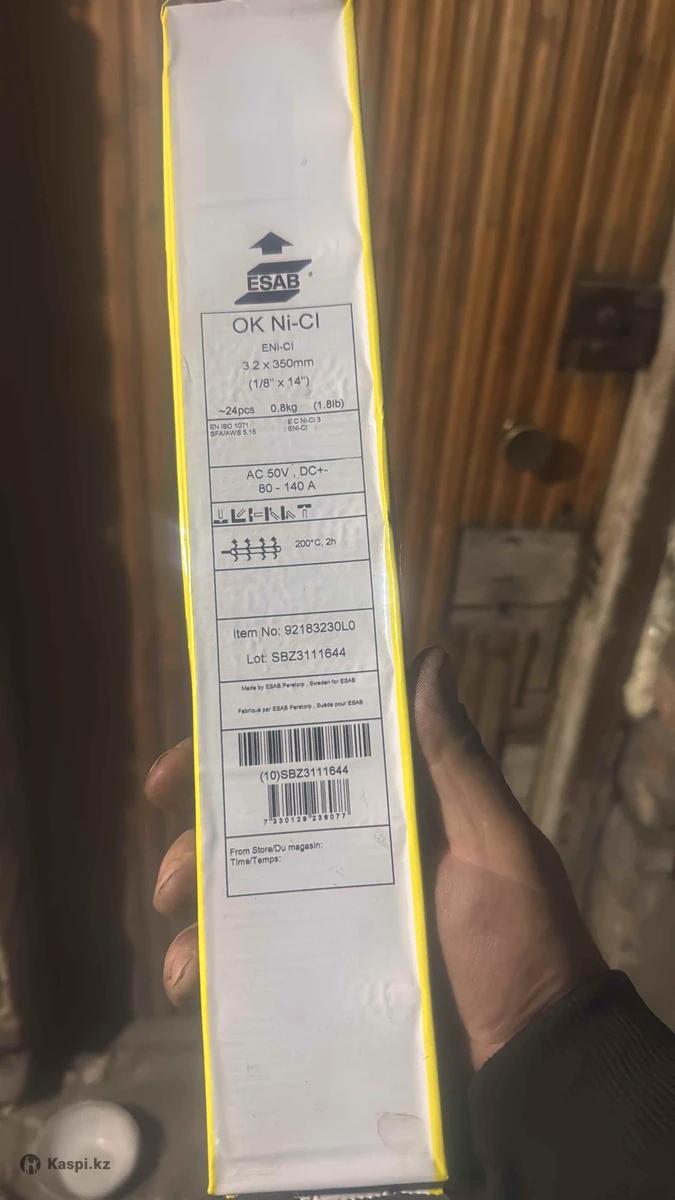 ESAB ®
OK Ni-Cl
ENi-Cl
3.2 x 350mm
(1/8" x 14")
~24pcs 0.8kg (1.8lb)
EN ISO 1071 E C Ni-Cl 3
SFA/AWS 5.15 ENi-Cl
AC 50V , DC+-
80 - 140 A
200°C, 2h
Item No: 92183230L0
Lot: SBZ3111644
Made by ESAB Perstorp , Sweden for ESAB
Fabriqué par ESAB Perstorp , Suède pour ESAB
(10)SBZ3111644
7 330129 236077
From Store/Du magasin:
Time/Temps:
Kaspi.kz